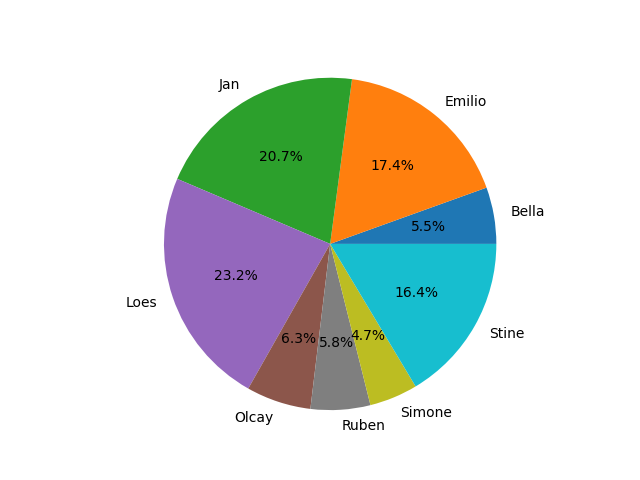 Jan
Emilio
20.7%
17.4%
Bella
5.5%
23.2%
16.4%
Loes
Stine
6.3%
5.8%
4.7%
Olcay
Ruben
Simone